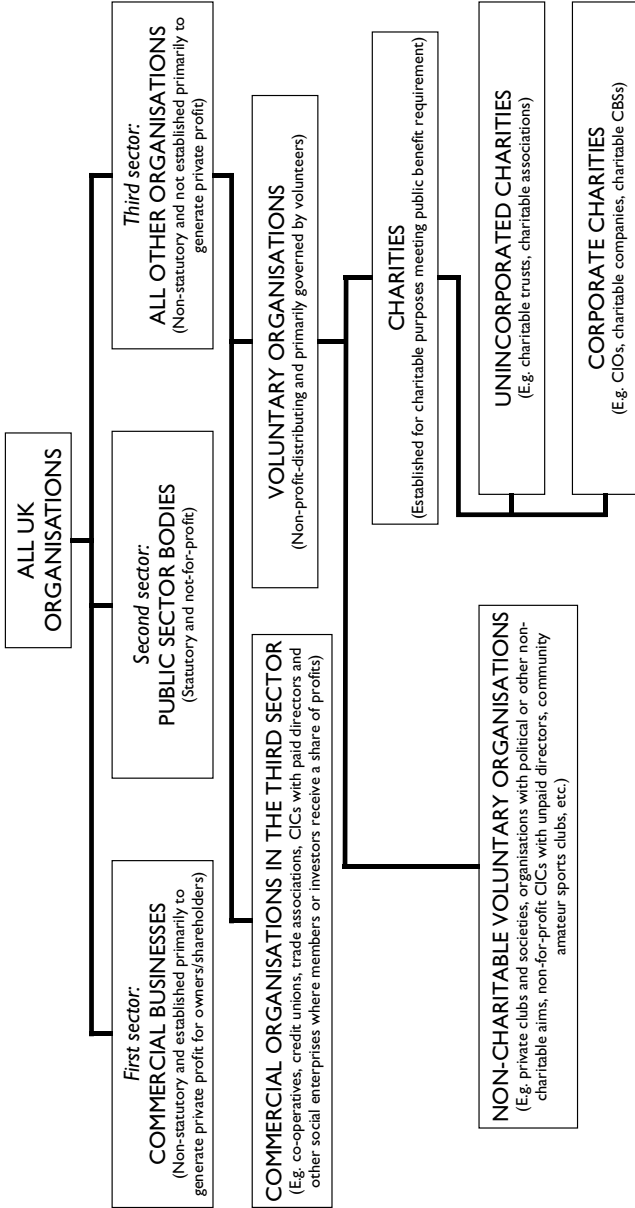 ALL UK
ORGANISATIONS
First sector:
COMMERCIAL BUSINESSES
(Non-statutory and established primarily to
generate private profit for owners/shareholders)
Second sector:
PUBLIC SECTOR BODIES
(Statutory and not-for-profit)
Third sector:
ALL OTHER ORGANISATIONS
(Non-statutory and not established primarily to
generate private profit)
COMMERCIAL ORGANISATIONS IN THE THIRD SECTOR
(E.g. co-operatives, credit unions, trade associations, CICs with paid directors and
other social enterprises where members or investors receive a share of profits)
VOLUNTARY ORGANISATIONS
(Non-profit-distributing and primarily governed by volunteers)
NON-CHARITABLE VOLUNTARY ORGANISATIONS
(E.g. private clubs and societies, organisations with political or other non-
charitable aims, non-for-profit CICs with unpaid directors, community
amateur sports clubs, etc.)
CHARITIES
(Established for charitable purposes meeting public benefit requirement)
UNINCORPORATED CHARITIES
(E.g. charitable trusts, charitable associations)
CORPORATE CHARITIES
(E.g. CIOs, charitable companies, charitable CBSs)